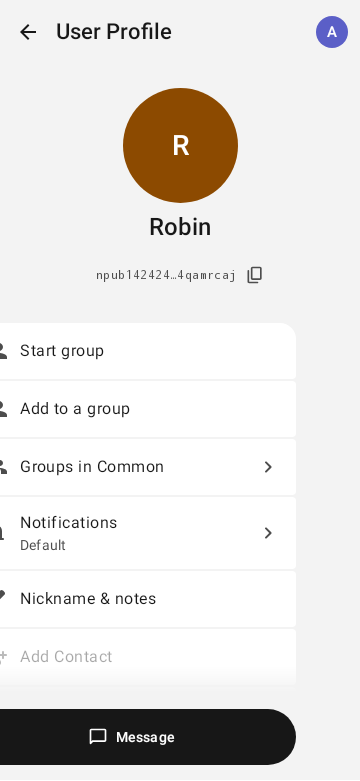 User Profile
A
R
Robin
npub142424…4qamrcaj
Start group
Add to a group
Groups in Common
Notifications
Default
Nickname & notes
Add Contact
Message